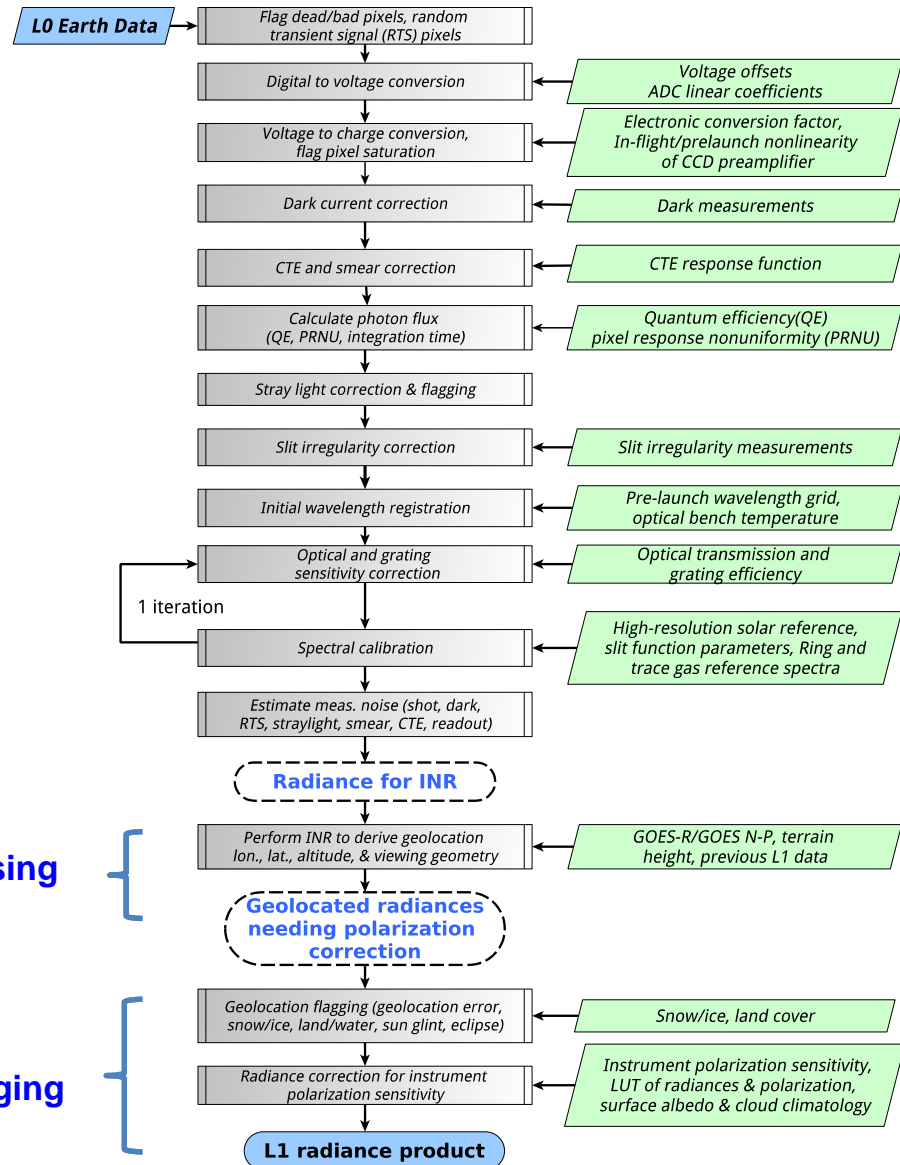 L0 Earth Data
Flag dead/bad pixels, random
transient signal (RTS) pixels
Digital to voltage conversion
Voltage offsets
ADC linear coefficients
Voltage to charge conversion,
flag pixel saturation
Electronic conversion factor,
In-flight/prelaunch nonlinearity
of CCD preamplifier
Dark current correction
Dark measurements
CTE and smear correction
CTE response function
Calculate photon flux
(QE, PRNU, integration time)
Quantum efficiency(QE)
pixel response nonuniformity (PRNU)
Stray light correction & flagging
Slit irregularity correction
Slit irregularity measurements
Initial wavelength registration
Pre-launch wavelength grid,
optical bench temperature
Optical and grating
sensitivity correction
Optical transmission and
grating efficiency
1 iteration
Spectral calibration
High-resolution solar reference,
slit function parameters, Ring and
trace gas reference spectra
Estimate meas. noise (shot, dark,
RTS, straylight, smear, CTE, readout)
Radiance for INR
Perform INR to derive geolocation
lon., lat., altitude, & viewing geometry
GOES-R/GOES N-P, terrain
height, previous L1 data
sing
Geolocated radiances
needing polarization
correction
Geolocation flagging (geolocation error,
snow/ice, land/water, sun glint, eclipse)
Snow/ice, land cover
ging
Radiance correction for instrument
polarization sensitivity
Instrument polarization sensitivity,
LUT of radiances & polarization,
surface albedo & cloud climatology
L1 radiance product